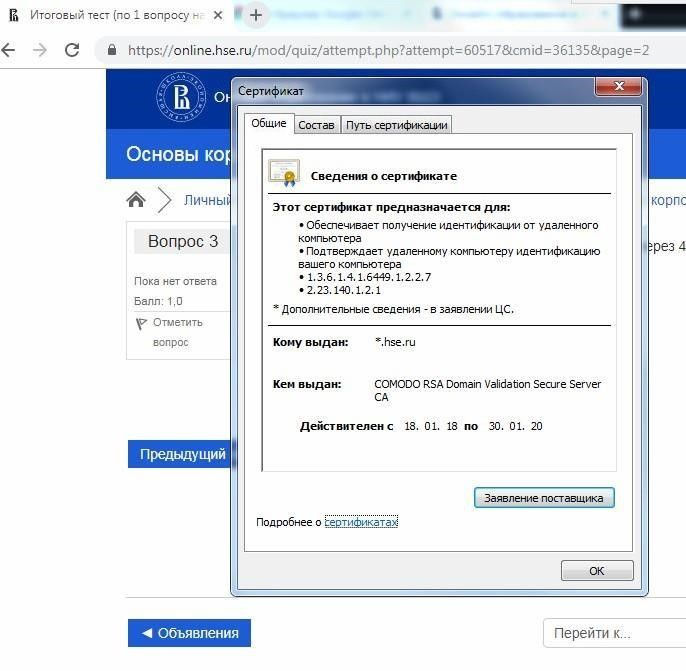 Итоговый тест (по 1 вопросу на
https://online.hse.ru/mod/quiz/attempt.php?attempt=60517&cmid=36135&page=2
Он
Основы кор
Личный
корпо
Вопрос 3
ерез 4
Пока нет ответа
Балл: 1,0
Отметить
вопрос
Предыдущий
Сертификат
Общие Состав Путь сертификации
Сведения о сертификате
Этот сертификат предназначается для:
• Обеспечивает получение идентификации от удаленного
компьютера
• Подтверждает удаленному компьютеру идентификацию
вашего компьютера
• 1.3.6.1.4.1.6449.1.2.2.7
• 2.23.140.1.2.1
* Дополнительные сведения - в заявлении ЦС.
Кому выдан: *.hse.ru
Кем выдан: COMODO RSA Domain Validation Secure Server
CA
Действителен с 18. 01. 18 по 30. 01. 20
Заявление поставщика
Подробнее о сертификатах
ОК
◄ Объявления
Перейти к...